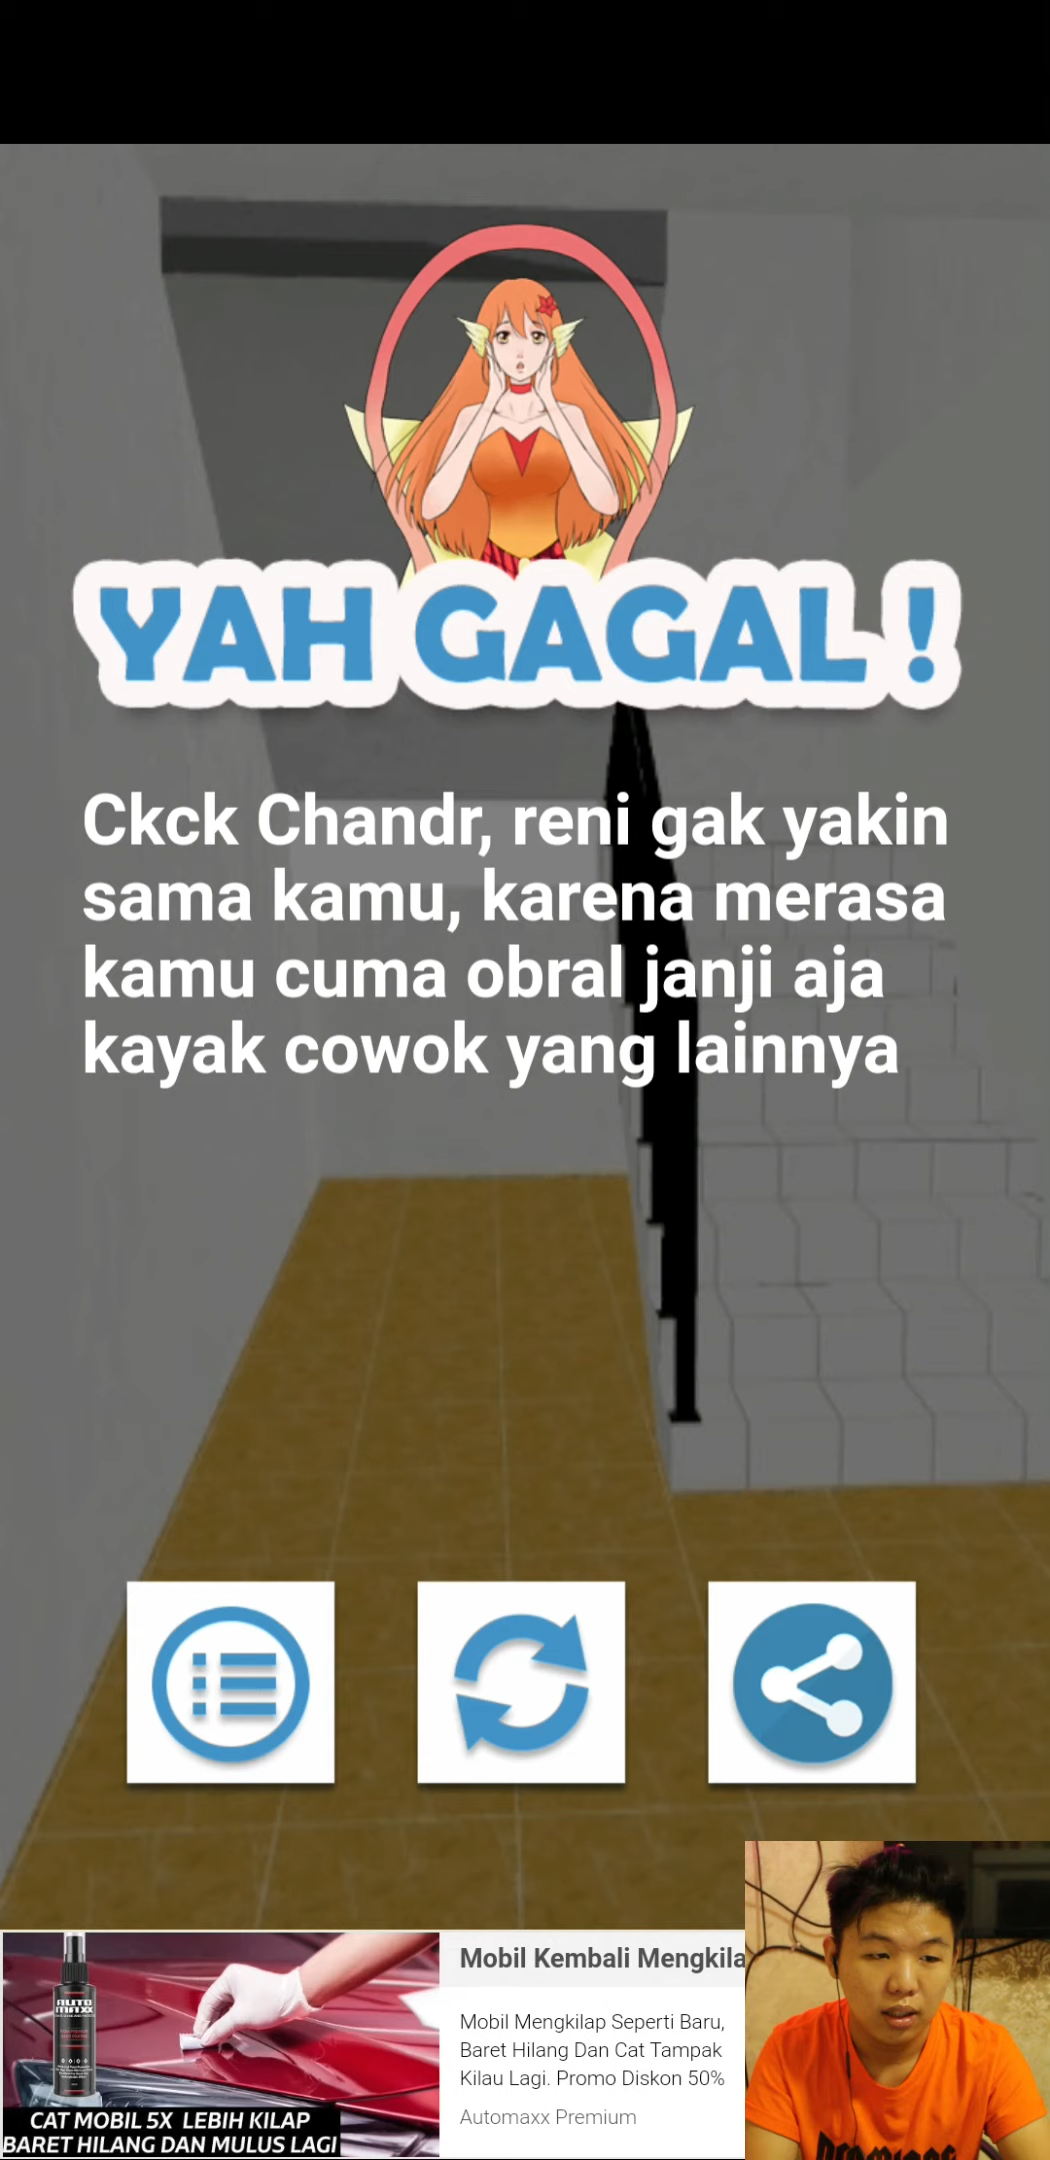 YAH GAGAL !
Ckck Chandr, reni gak yakin
sama kamu, karena merasa
kamu cuma obral janji aja
kayak cowok yang lainnya
Mobil Kembali Mengkila
Mobil Mengkilap Seperti Baru,
Baret Hilang Dan Cat Tampak
Kilau Lagi. Promo Diskon 50%
Automaxx Premium
AUTO
MAXX
CAT MOBIL 5X LEBIH KILAP
BARET HILANG DAN MULUS LAGI